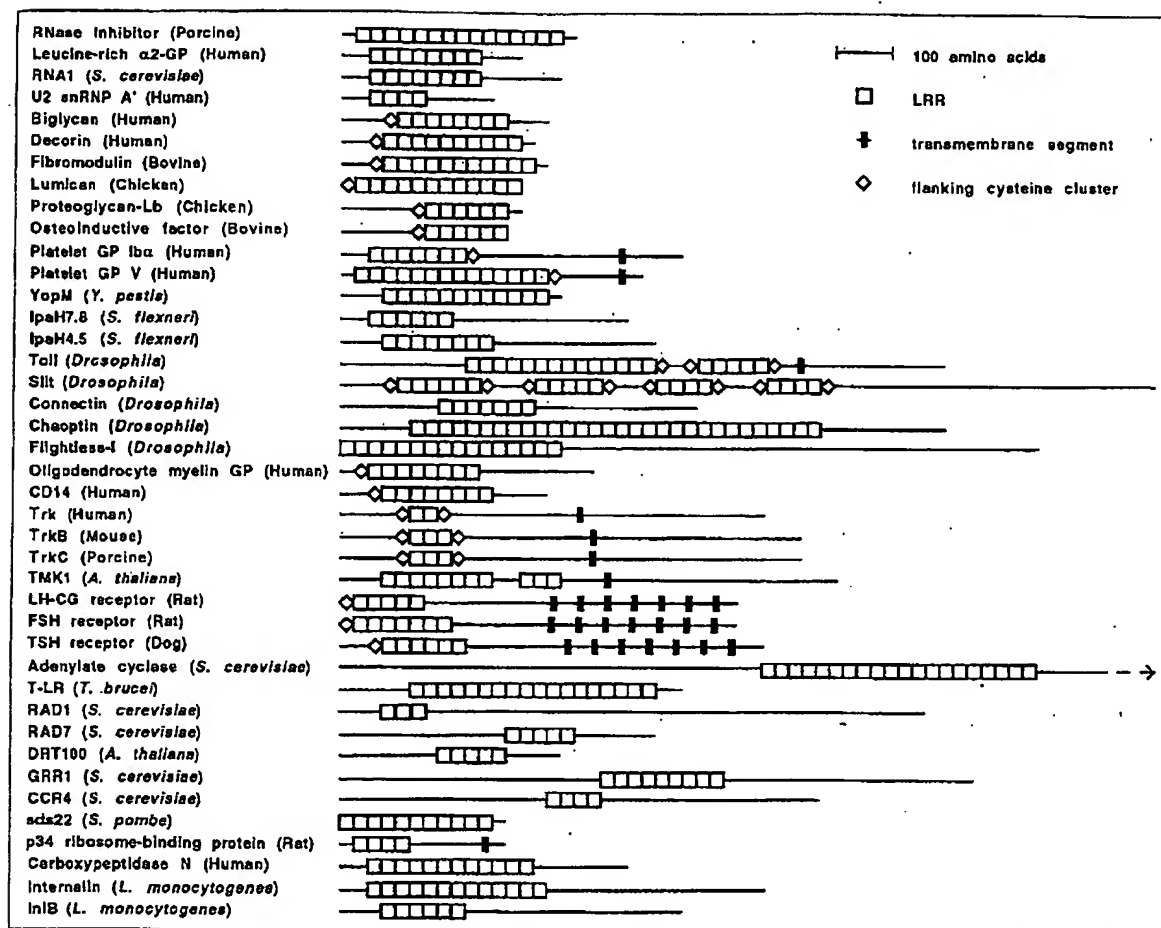 RNase Inhibitor (Porcine)
Leucine-rich α2-GP (Human)
RNA1 (S. cerevisiae)
U2 snRNP A' (Human)
Biglycan (Human)
Decorin (Human)
Fibromodulin (Bovine)
Lumican (Chicken)
Proteoglycan-Lb (Chicken)
Osteoinductive factor (Bovine)
Platelet GP Ibα (Human)
Platelet GP V (Human)
YopM (Y. pestis)
IpaH7.8 (S. flexneri)
IpaH4.5 (S. flexneri)
Toll (Drosophila)
Slit (Drosophila)
Connectin (Drosophila)
Chaoptin (Drosophila)
Flightless-I (Drosophila)
Oligodendrocyte myelin GP (Human)
CD14 (Human)
Trk (Human)
TrkB (Mouse)
TrkC (Porcine)
TMK1 (A. thaliana)
LH-CG receptor (Rat)
FSH receptor (Rat)
TSH receptor (Dog)
Adenylate cyclase (S. cerevisiae)
T-LR (T. brucei)
RAD1 (S. cerevisiae)
RAD7 (S. cerevisiae)
DRT100 (A. thaliana)
GRR1 (S. cerevisiae)
CCR4 (S. cerevisiae)
sds22 (S. pombe)
p34 ribosome-binding protein (Rat)
Carboxypeptidase N (Human)
Internalin (L. monocytogenes)
InlB (L. monocytogenes)
100 amino acids
LRR
transmembrane segment
flanking cysteine cluster